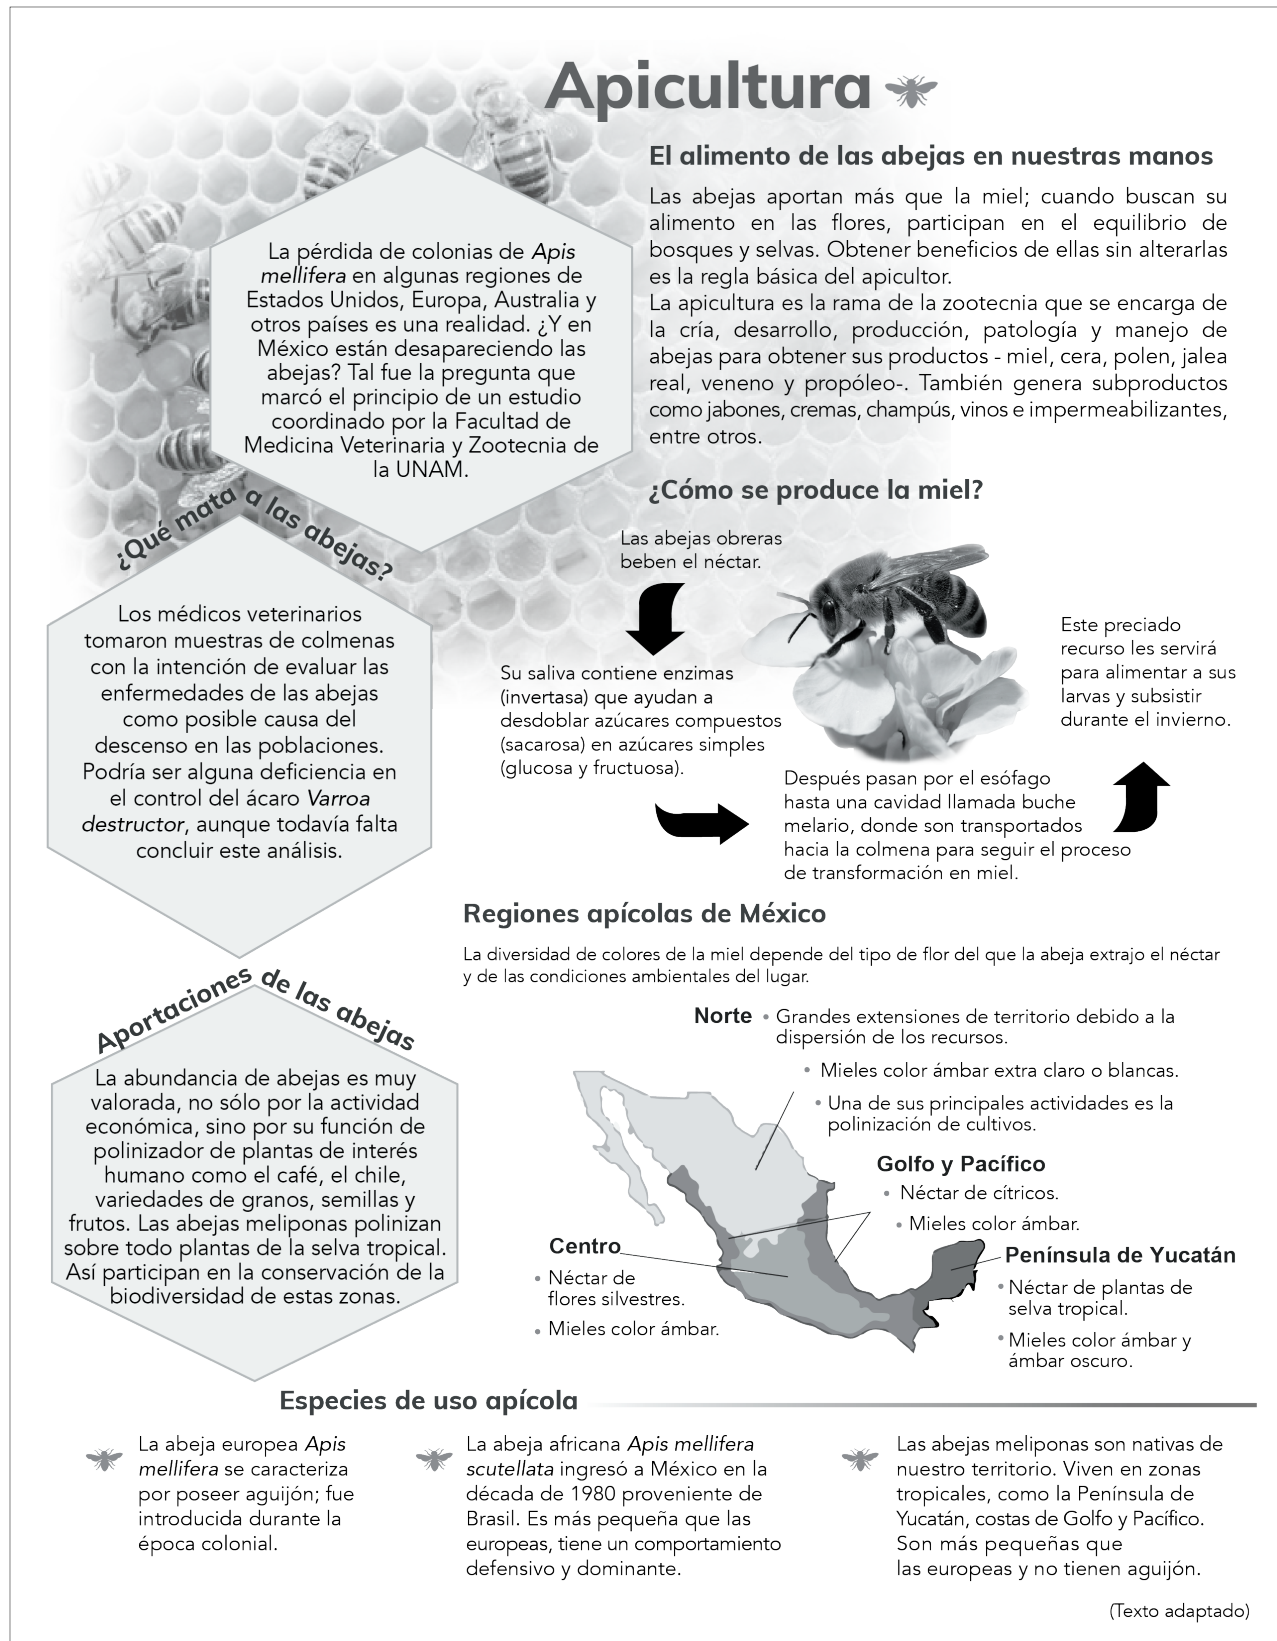 Apicultura
El alimento de las abejas en nuestras manos
Las abejas aportan más que la miel; cuando buscan su
alimento en las flores, participan en el equilibrio de
bosques y selvas. Obtener beneficios de ellas sin alterarlas
es la regla básica del apicultor.
La apicultura es la rama de la zootecnia que se encarga de
la cría, desarrollo, producción, patología y manejo de
abejas para obtener sus productos - miel, cera, polen, jalea
real, veneno y propóleo-. También genera subproductos
como jabones, cremas, champús, vinos e impermeabilizantes,
entre otros.
La pérdida de colonias de Apis
mellifera en algunas regiones de
Estados Unidos, Europa, Australia y
otros países es una realidad. ¿Y en
México están desapareciendo las
abejas? Tal fue la pregunta que
marcó el principio de un estudio
coordinado por la Facultad de
Medicina Veterinaria y Zootecnia de
la UNAM.
¿Qué mata a las abejas?
Los médicos veterinarios
tomaron muestras de colmenas
con la intención de evaluar las
enfermedades de las abejas
como posible causa del
descenso en las poblaciones.
Podría ser alguna deficiencia en
el control del ácaro Varroa
destructor, aunque todavía falta
concluir este análisis.
¿Cómo se produce la miel?
Las abejas obreras
beben el néctar.
Su saliva contiene enzimas
(invertasa) que ayudan a
desdoblar azúcares compuestos
(sacarosa) en azúcares simples
(glucosa y fructuosa).
Después pasan por el esófago
hasta una cavidad llamada buche
melario, donde son transportados
hacia la colmena para seguir el proceso
de transformación en miel.
Este preciado
recurso les servirá
para alimentar a sus
larvas y subsistir
durante el invierno.
Aportaciones de las abejas
La abundancia de abejas es muy
valorada, no sólo por la actividad
económica, sino por su función de
polinizador de plantas de interés
humano como el café, el chile,
variedades de granos, semillas y
frutos. Las abejas meliponas polinizan
sobre todo plantas de la selva tropical.
Así participan en la conservación de la
biodiversidad de estas zonas.
Regiones apícolas de México
La diversidad de colores de la miel depende del tipo de flor del que la abeja extrajo el néctar
y de las condiciones ambientales del lugar.
Norte • Grandes extensiones de territorio debido a la
dispersión de los recursos.
• Mieles color ámbar extra claro o blancas.
• Una de sus principales actividades es la
polinización de cultivos.
Golfo y Pacífico
• Néctar de cítricos.
• Mieles color ámbar.
Centro
• Néctar de
flores silvestres.
• Mieles color ámbar.
Península de Yucatán
• Néctar de plantas de
selva tropical.
• Mieles color ámbar y
ámbar oscuro.
Especies de uso apícola
La abeja europea Apis
mellifera se caracteriza
por poseer aguijón; fue
introducida durante la
época colonial.
La abeja africana Apis mellifera
scutellata ingresó a México en la
década de 1980 proveniente de
Brasil. Es más pequeña que las
europeas, tiene un comportamiento
defensivo y dominante.
Las abejas meliponas son nativas de
nuestro territorio. Viven en zonas
tropicales, como la Península de
Yucatán, costas de Golfo y Pacífico.
Son más pequeñas que
las europeas y no tienen aguijón.
(Texto adaptado)